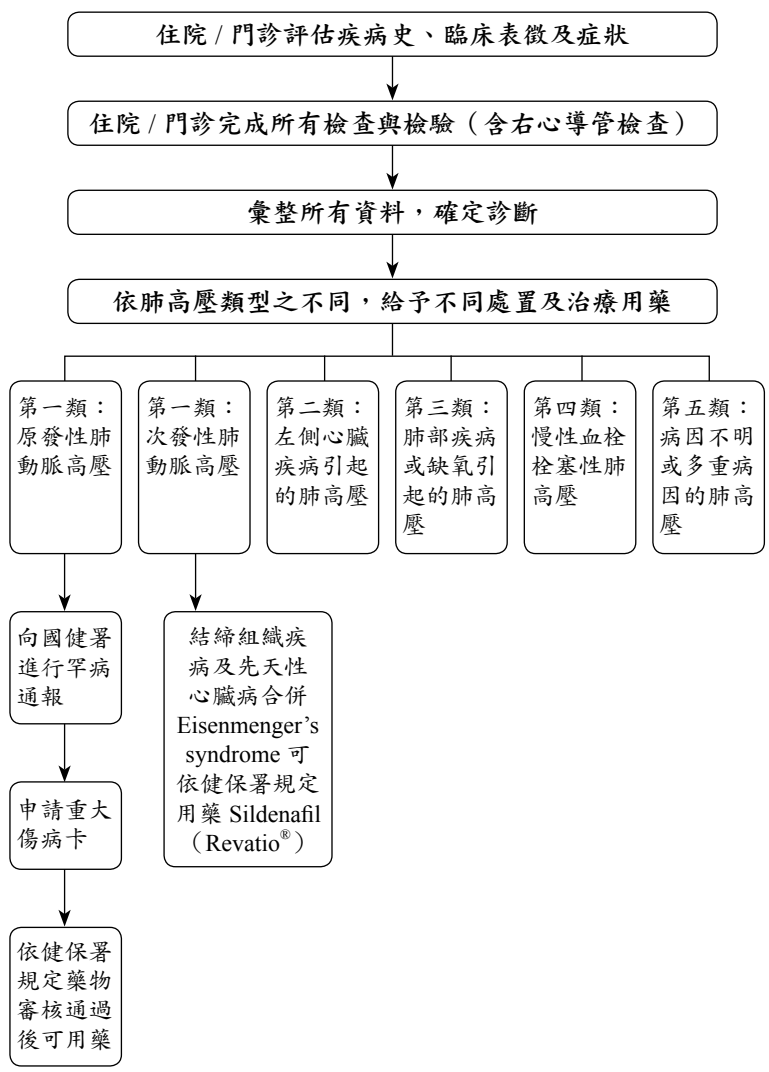 住院 / 門診評估疾病史、臨床表徵及症狀
住院 / 門診完成所有檢查與檢驗（含右心導管檢查）
彙整所有資料，確定診斷
依肺高壓類型之不同，給予不同處置及治療用藥
第一類：
原發性肺
動脈高壓
第一類：
次發性肺
動脈高壓
第二類：
左側心臟
疾病引起
的肺高壓
第三類：
肺部疾病
或缺氧引
起的肺高
壓
第四類：
慢性血栓
栓塞性肺
高壓
第五類：
病因不明
或多重病
因的肺高
壓
向國健署
進行罕病
通報
申請重大
傷病卡
依健保署
規定藥物
審核通過
後可用藥
結締組織疾
病及先天性
心臟病合併
Eisenmenger’s
syndrome 可
依健保署規定
用藥 Sildenafil
（Revatio®）